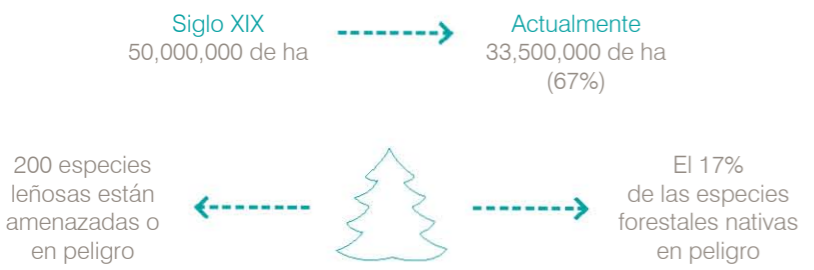 Siglo XIX
50,000,000 de ha
Actualmente
33,500,000 de ha
(67%)
200 especies
leñosas están
amenazadas o
en peligro
El 17%
de las especies
forestales nativas
en peligro